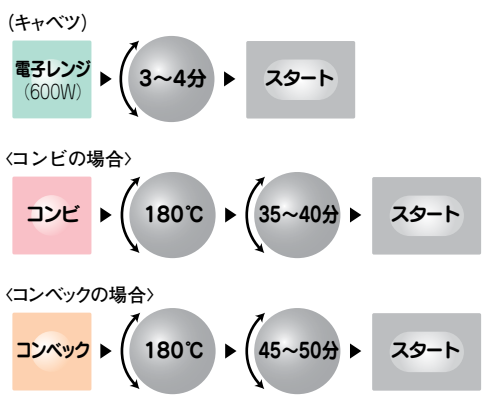 (キャベツ)
電子レンジ
(600W)
▶ 3〜4分 ▶ スタート
〈コンビの場合〉
コンビ ▶ 180℃ ▶ 35〜40分 ▶ スタート
〈コンベックの場合〉
コンベック ▶ 180℃ ▶ 45〜50分 ▶ スタート